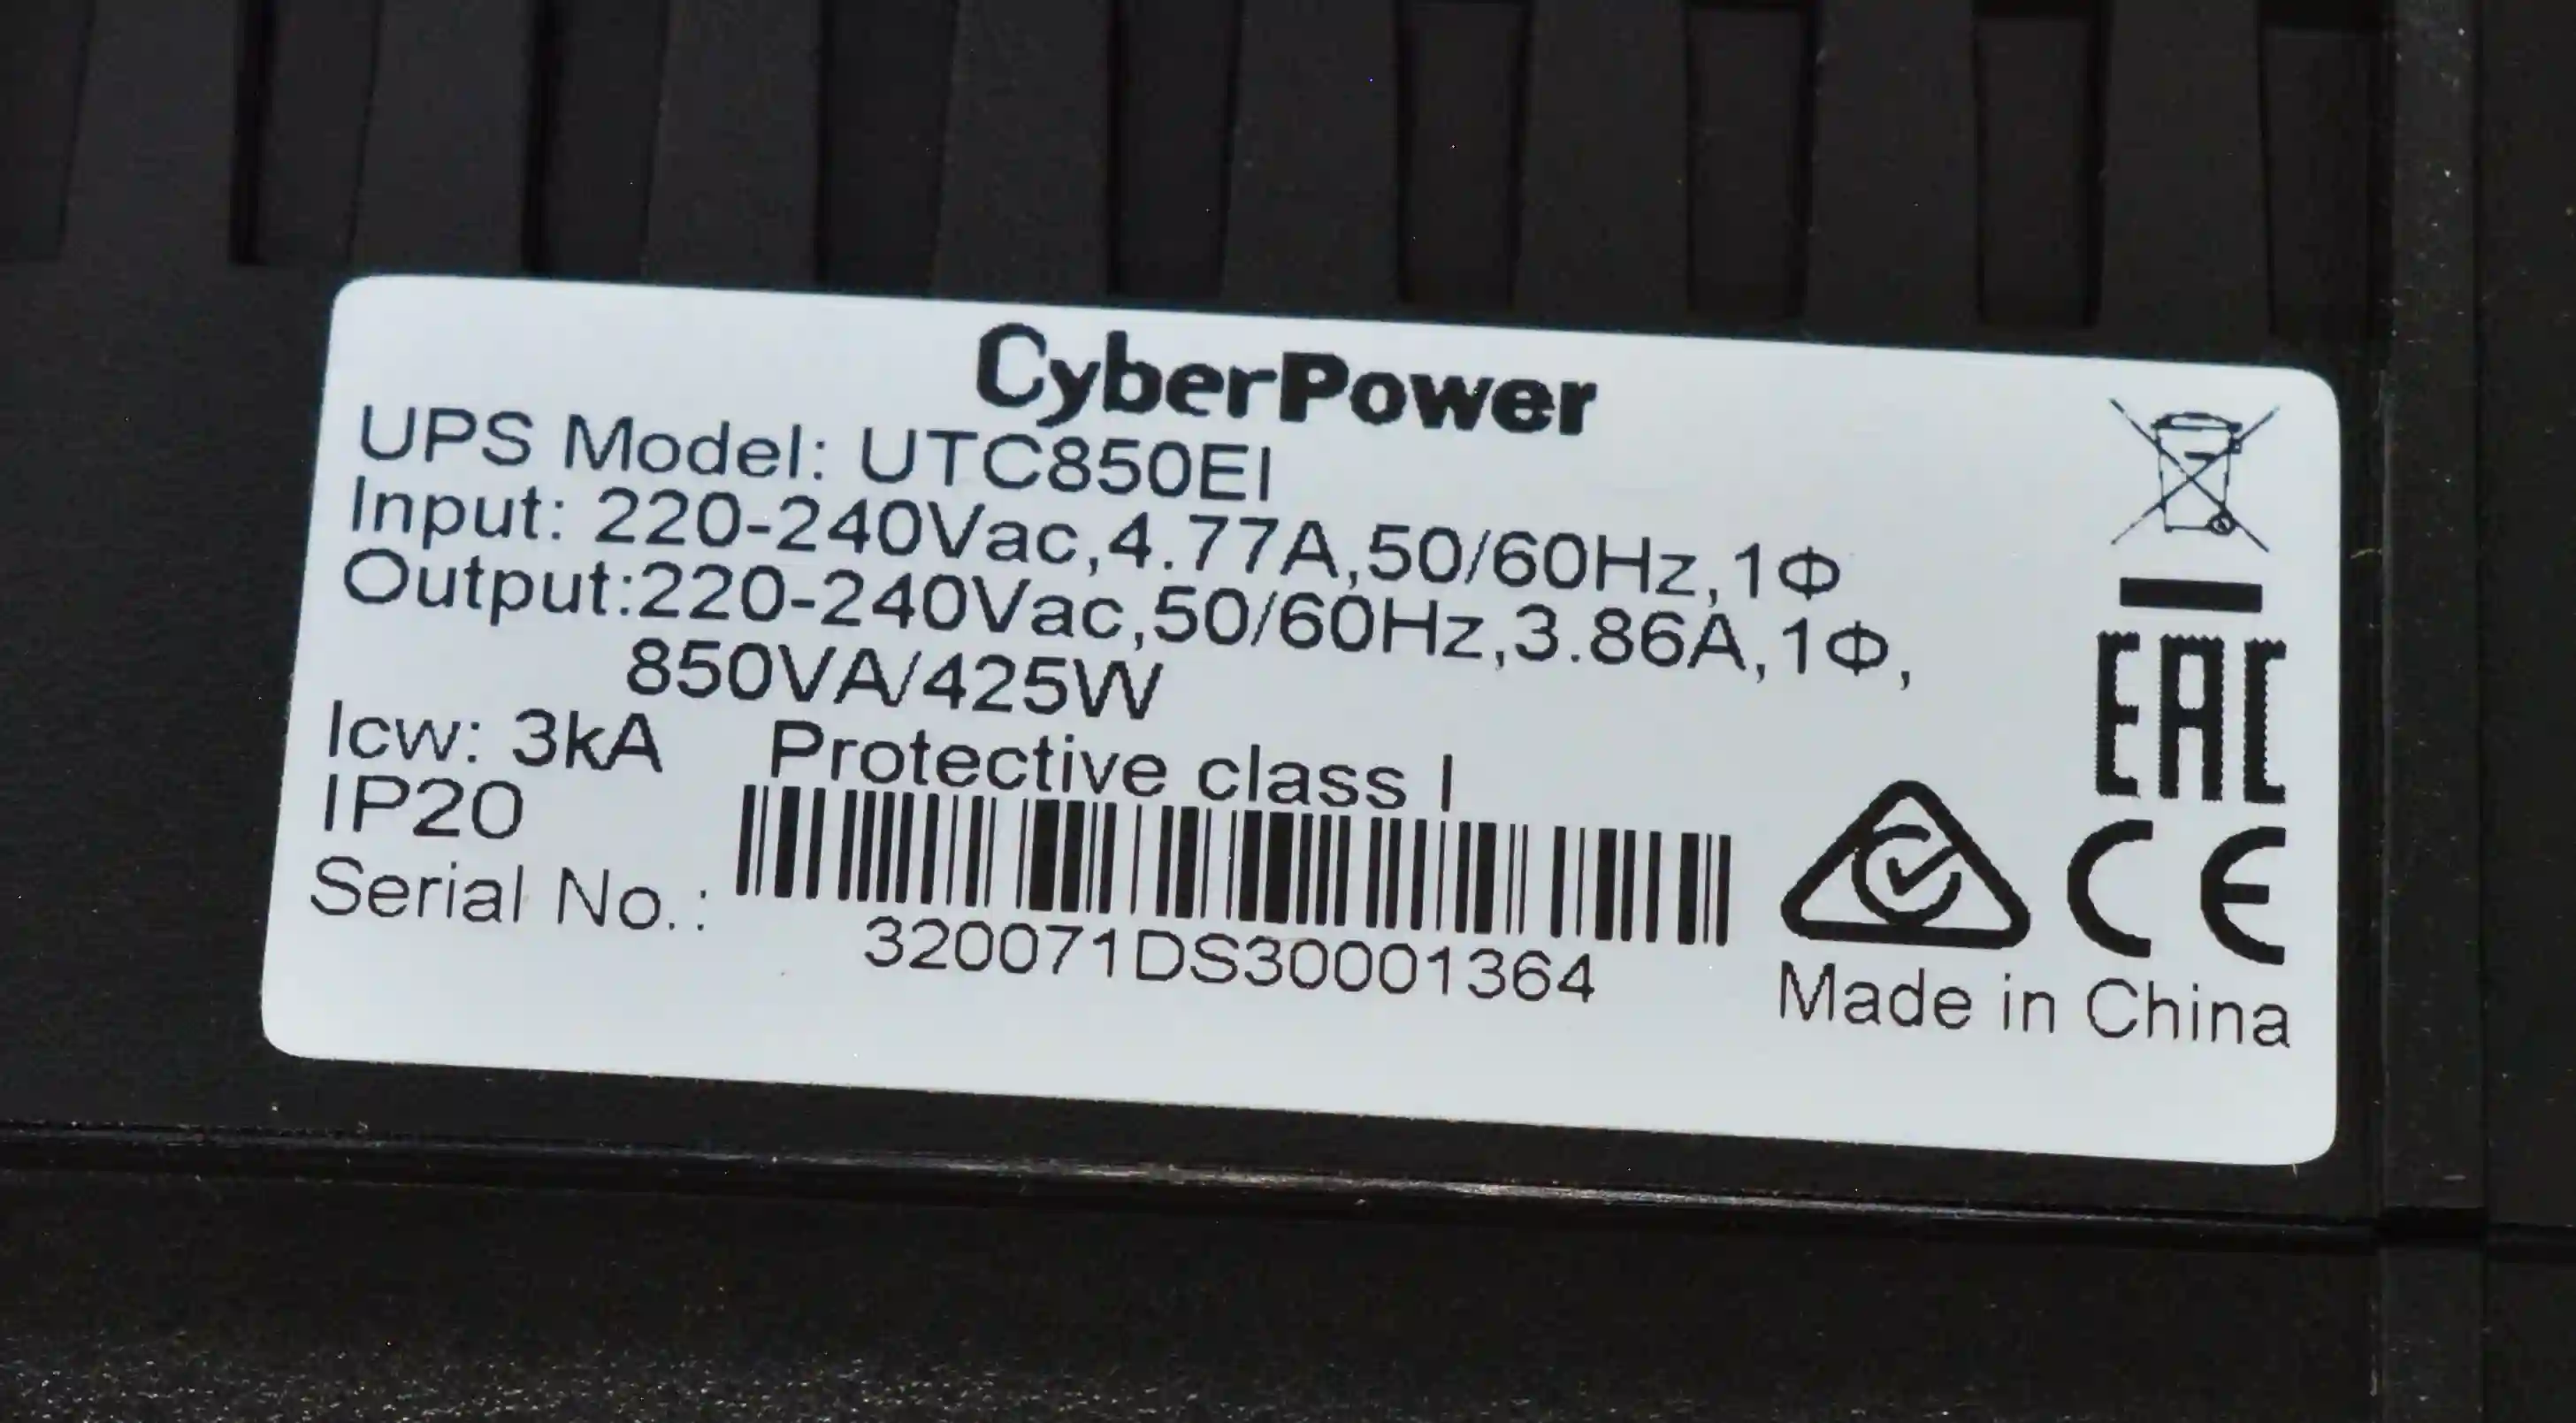 CyberPower
UPS Model: UTC850EI
Input: 220-240Vac,4.77A,50/60Hz,1Φ
Output:220-240Vac,50/60Hz,3.86A,1Φ,
850VA/425W
Icw: 3kA Protective class I
IP20
Serial No.:
320071DS30001364
EAC
CE
Made in China